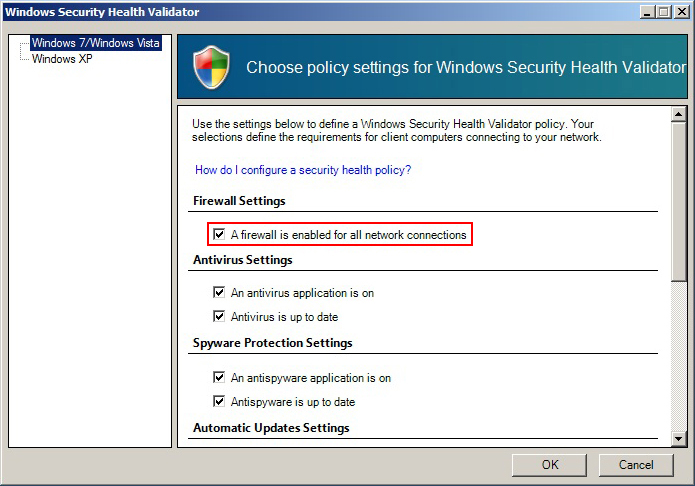 Windows Security Health Validator
Windows 7/Windows Vista
Windows XP
Choose policy settings for Windows Security Health Validator
Use the settings below to define a Windows Security Health Validator policy. Your
selections define the requirements for client computers connecting to your network.
How do I configure a security health policy?
Firewall Settings
A firewall is enabled for all network connections
Antivirus Settings
An antivirus application is on
Antivirus is up to date
Spyware Protection Settings
An antispyware application is on
Antispyware is up to date
Automatic Updates Settings
OK
Cancel